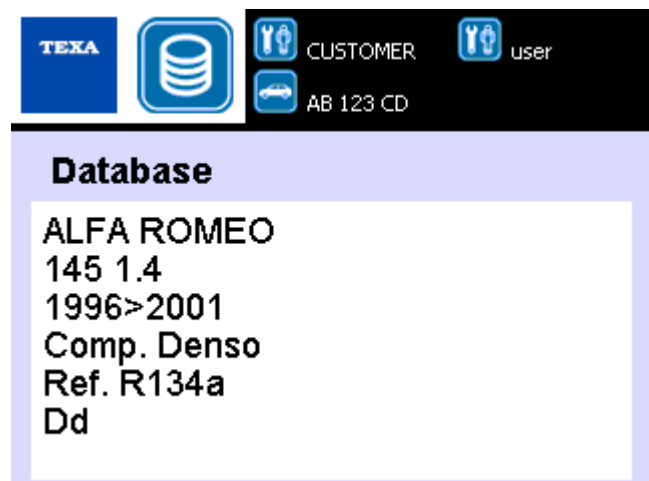 TEXA
CUSTOMER
user
AB 123 CD
Database
ALFA ROMEO
145 1.4
1996>2001
Comp. Denso
Ref. R134a
Dd